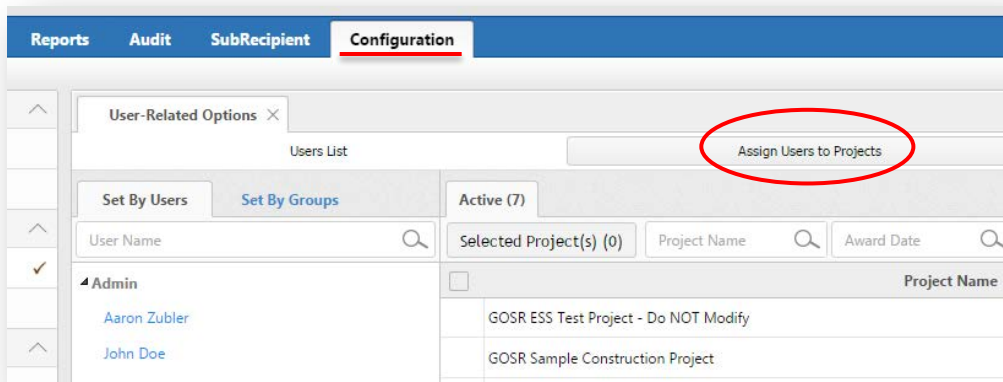 Reports Audit SubRecipient Configuration
User-Related Options
Users List Assign Users to Projects
Set By Users Set By Groups Active (7)
User Name Selected Project(s) (0) Project Name Award Date
Admin Project Name
Aaron Zubler GOSR ESS Test Project - Do NOT Modify
John Doe GOSR Sample Construction Project